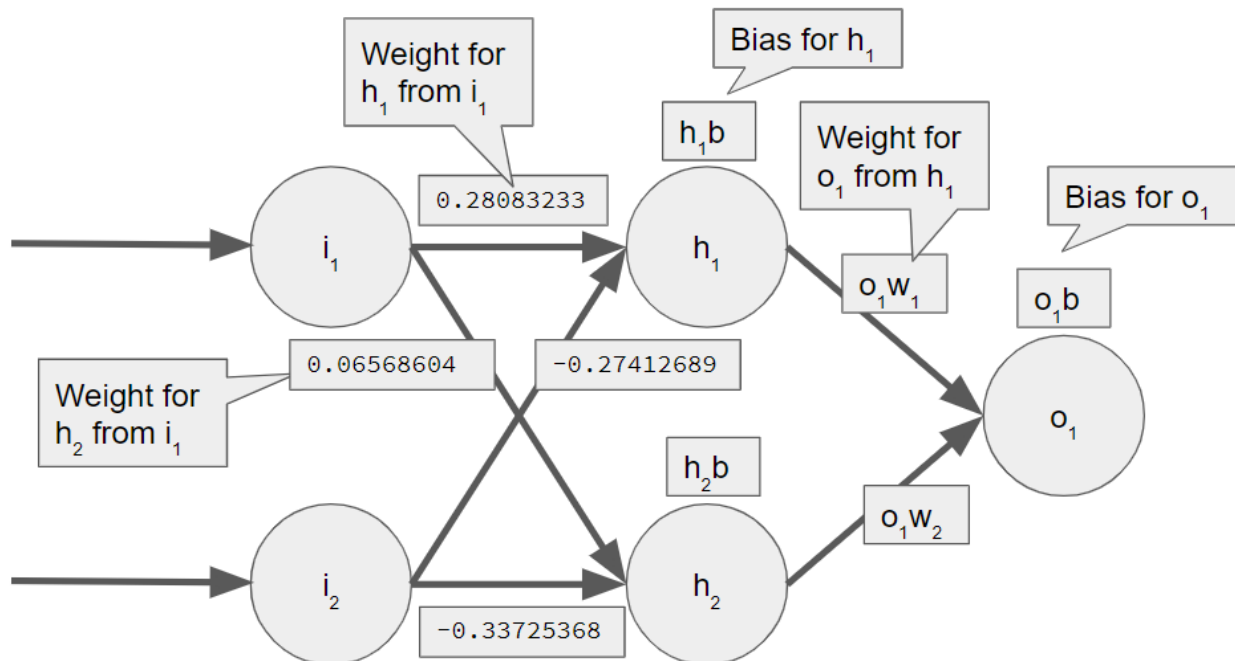 Weight for
h₁ from i₁
Bias for h₁
h₁b
Weight for
o₁ from h₁
Bias for o₁
0.28083233
i₁
h₁
o₁w₁
o₁b
0.06568604
-0.27412689
Weight for
h₂ from i₁
o₁
h₂b
o₁w₂
i₂
h₂
-0.33725368